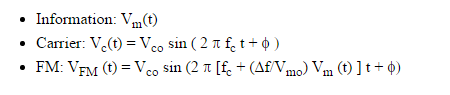 • Information: Vm(t)
• Carrier: Vc(t) = Vco sin ( 2 π fc t + ϕ )
• FM: VFM (t) = Vco sin (2 π [fc + (Δf/Vmo) Vm (t) ] t + ϕ)